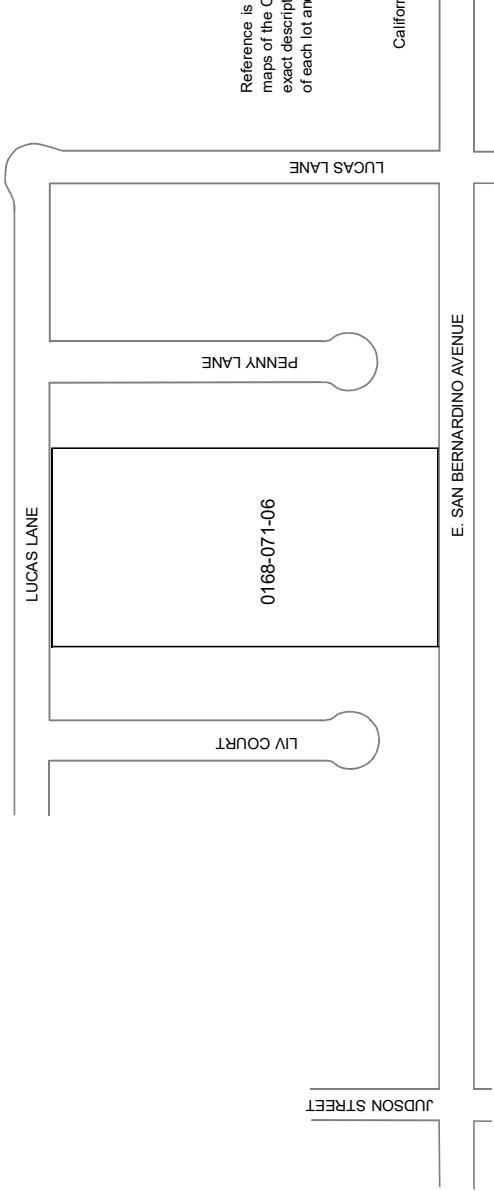 Reference is
maps of the C
exact descript
of each lot and
Californ
LUCAS LANE
LUCAS LANE
PENNY LANE
0168-071-06
LIV COURT
E. SAN BERNARDINO AVENUE
JUDSON STREET